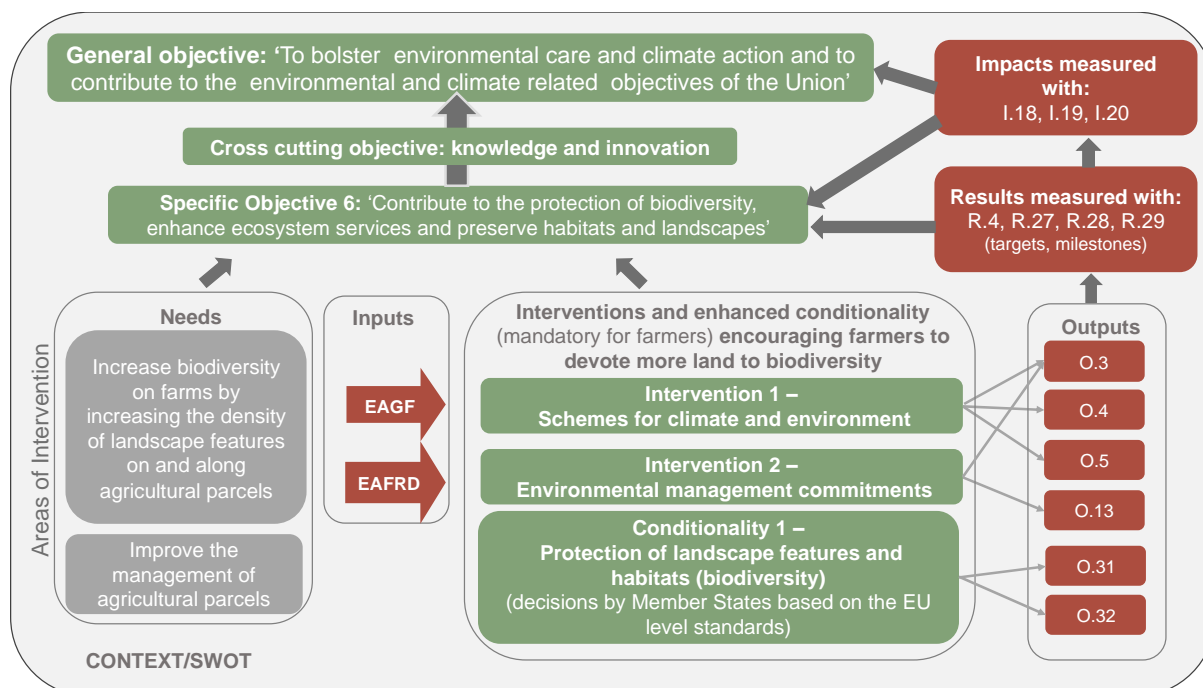 General objective: ‘To bolster environmental care and climate action and to
contribute to the environmental and climate related objectives of the Union’
Impacts measured
with:
I.18, I.19, I.20
Cross cutting objective: knowledge and innovation
Specific Objective 6: ‘Contribute to the protection of biodiversity,
enhance ecosystem services and preserve habitats and landscapes’
Results measured with:
R.4, R.27, R.28, R.29
(targets, milestones)
Areas of Intervention
Needs
Increase biodiversity
on farms by
increasing the density
of landscape features
on and along
agricultural parcels
Improve the
management of
agricultural parcels
Inputs
EAGF
EAFRD
Interventions and enhanced conditionality
(mandatory for farmers) encouraging farmers to
devote more land to biodiversity
Intervention 1 –
Schemes for climate and environment
Intervention 2 –
Environmental management commitments
Conditionality 1 –
Protection of landscape features and
habitats (biodiversity)
(decisions by Member States based on the EU
level standards)
Outputs
O.3
O.4
O.5
O.13
O.31
O.32
CONTEXT/SWOT